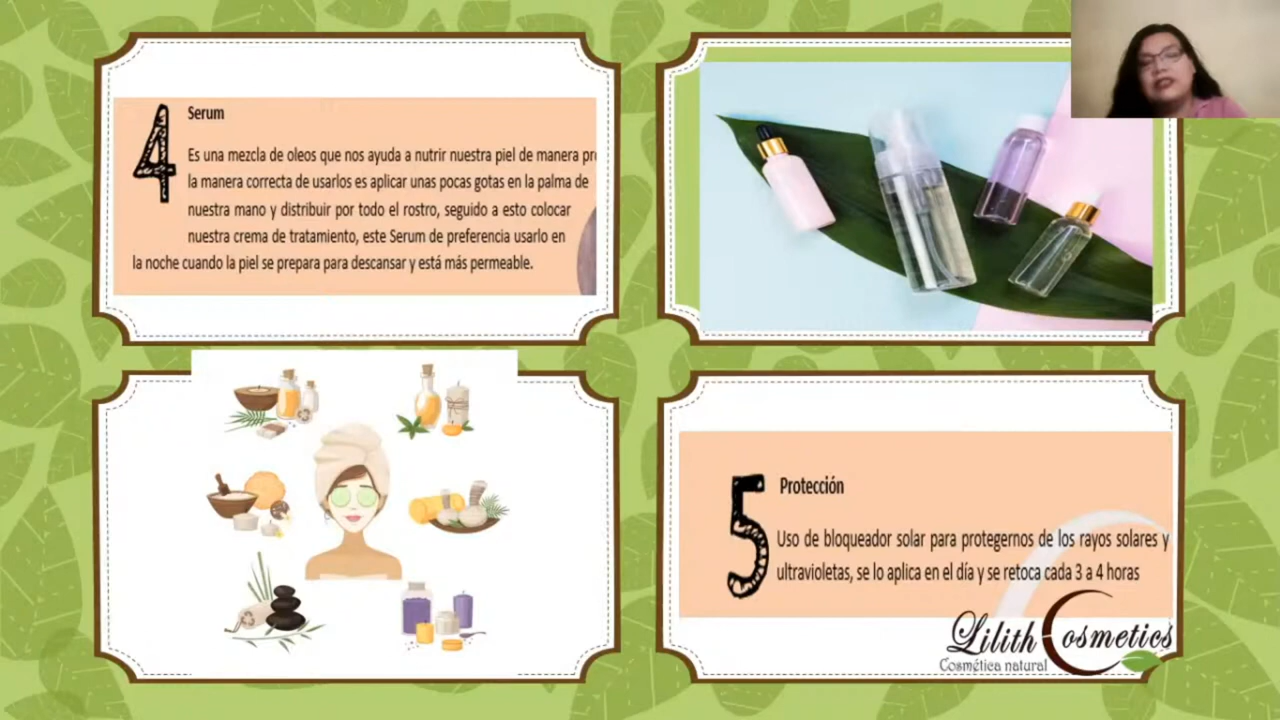 4
Serum
Es una mezcla de oleos que nos ayuda a nutrir nuestra piel de manera
la manera correcta de usarlos es aplicar unas pocas gotas en la palma de
nuestra mano y distribuir por todo el rostro, seguido a esto colocar
nuestra crema de tratamiento, este Serum de preferencia usarlo en
la noche cuando la piel se prepara para descansar y está más permeable.
5
Protección
Uso de bloqueador solar para protegernos de los rayos solares y
ultravioletas, se lo aplica en el día y se retoca cada 3 a 4 horas
Lilith Cosmetics
Cosmética natural